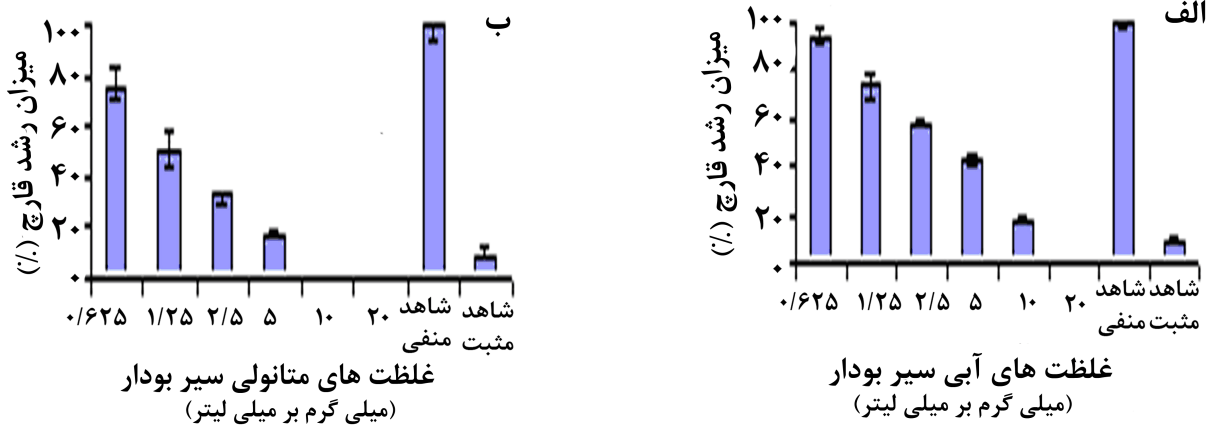 الف
میزان رشد قارچ (٪)
۱۰۰
۸۰
۶۰
۴۰
۲۰
۰
۰/۶۲۵ ۱/۲۵ ۲/۵ ۵ ۱۰ ۲۰ شاهد منفی شاهد مثبت
غلظت های آبی سیر بودار
(میلی گرم بر میلی لیتر)
ب
میزان رشد قارچ (٪)
۱۰۰
۸۰
۶۰
۴۰
۲۰
۰
۰/۶۲۵ ۱/۲۵ ۲/۵ ۵ ۱۰ ۲۰ شاهد منفی شاهد مثبت
غلظت های متانولی سیر بودار
(میلی گرم بر میلی لیتر)